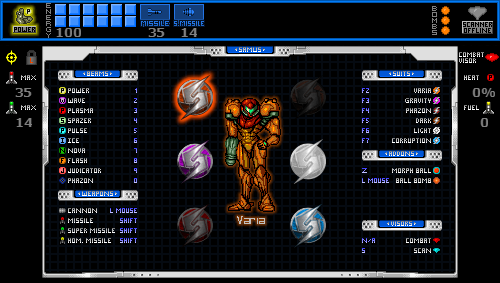 P
POWER
ENERGY
100
MISSILE
35
S.MISSILE
14
BOMBS
SCANNER
OFFLINE
SAMUS
MAX
35
MAX
14
COMBAT
VISOR
HEAT
0%
FUEL
0
BEAMS
POWER 1
WAVE 2
PLASMA 3
SPAZER 4
PULSE 5
ICE 6
NOVA 7
FLASH 8
JUDICATOR 9
PHAZON 0
WEAPONS
CANNON L MOUSE
MISSILE SHIFT
SUPER MISSILE SHIFT
HOM. MISSILE SHIFT
Varia
SUITS
F2 VARIA
F3 GRAVITY
F4 PHAZON
F5 DARK
F6 LIGHT
F7 CORRUPTION
ADDONS
Z MORPH BALL
L MOUSE BALL BOMB
VISORS
N/A COMBAT
S SCAN